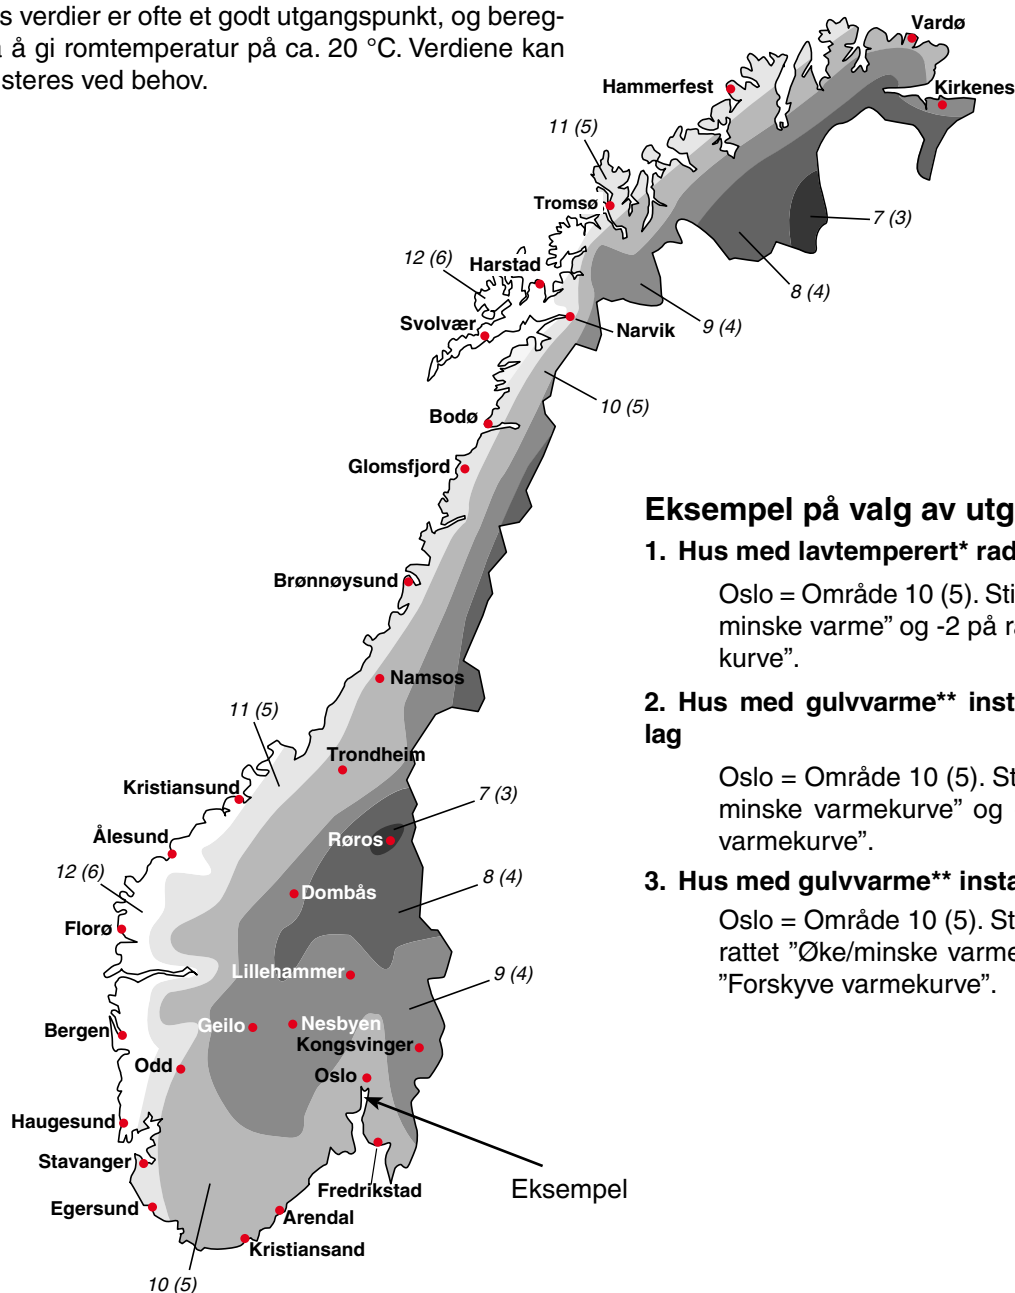 s verdier er ofte et godt utgangspunkt, og bereg-
å gi romtemperatur på ca. 20 °C. Verdiene kan
steres ved behov.
Vardø
Hammerfest
Kirkenes
11 (5)
Tromsø
7 (3)
12 (6)
Harstad
8 (4)
Svolvær
Narvik
9 (4)
10 (5)
Bodø
Glomsfjord
Eksempel på valg av utg
1. Hus med lavtemperert* rad
Oslo = Område 10 (5). Sti
minske varme” og -2 på ra
kurve”.
Brønnøysund
Namsos
2. Hus med gulvvarme** inst
lag
11 (5)
Trondheim
Oslo = Område 10 (5). St
minske varmekurve” og
varmekurve”.
Kristiansund
7 (3)
Ålesund
Røros
12 (6)
8 (4)
3. Hus med gulvvarme** insta
Dombås
Oslo = Område 10 (5). St
rattet ”Øke/minske varme
”Forskyve varmekurve”.
Florø
Lillehammer
9 (4)
Bergen
Geilo
Nesbyen
Kongsvinger
Odd
Oslo
Haugesund
Stavanger
Fredrikstad
Eksempel
Egersund
Arendal
Kristiansand
10 (5)